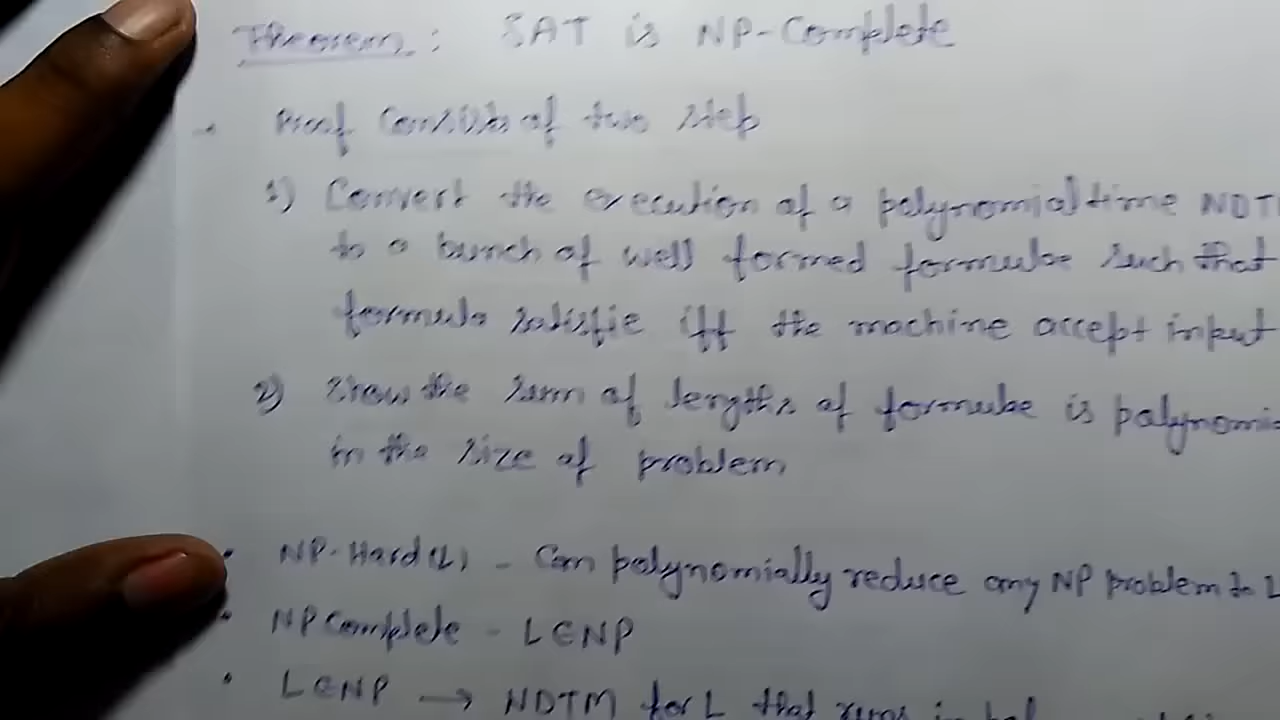 Theorem : SAT is NP-Complete
Proof Consists of two step
1) Convert the execution of a polynomial time NDT
to a bunch of well formed formulae such that
formula satisfie iff the machine accept input
2) Show the sum of lengths of formulae is polynomi
in the size of problem
• NP-Hard (L) - Can polynomially reduce any NP problem to L
• NP Complete - L∈NP
• L∈NP → NDTM for L that runs in